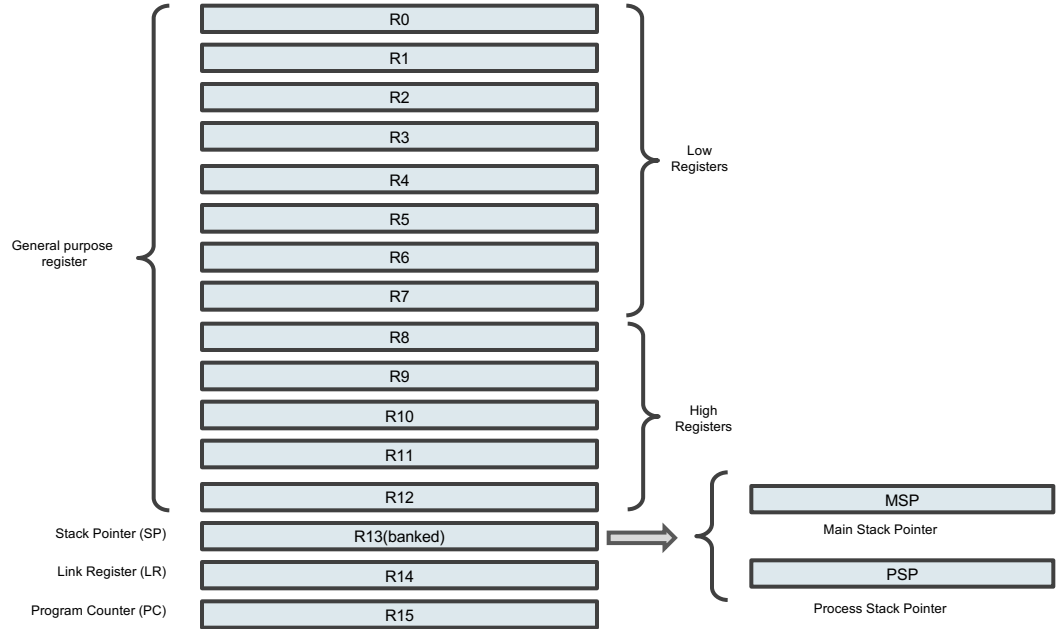 R0
R1
R2
R3
Low
Registers
R4
R5
General purpose
register
R6
R7
R8
R9
R10
High
Registers
R11
R12
MSP
Main Stack Pointer
Stack Pointer (SP)
R13(banked)
Link Register (LR)
R14
PSP
Process Stack Pointer
Program Counter (PC)
R15